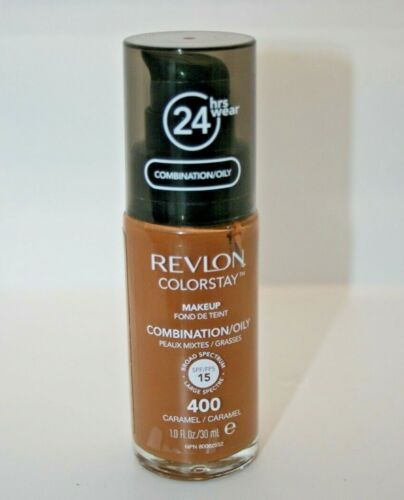 24 hrs wear
COMBINATION/OILY
REVLON
COLORSTAY™
MAKEUP
FOND DE TEINT
COMBINATION/OILY
PEAUX MIXTES / GRASSES
BROAD SPECTRUM
SPF/FPS
15
LARGE SPECTRE
400
CARAMEL / CARAMEL
1.0 Fl. Oz./30 mL ℮